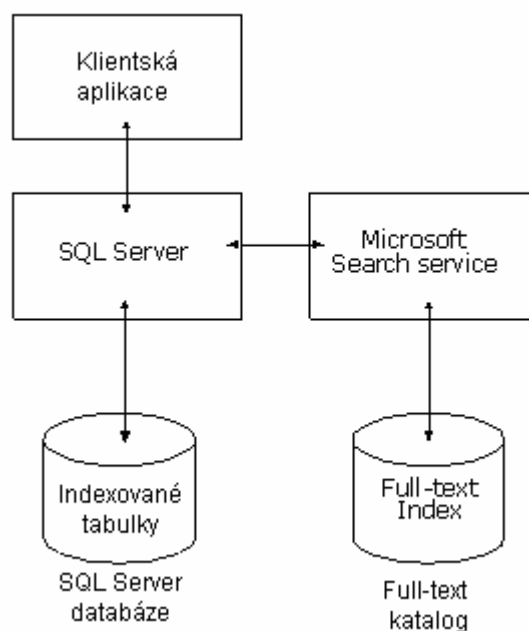 Klientská
aplikace
SQL Server
Microsoft
Search service
Indexované
tabulky
SQL Server
databáze
Full-text
Index
Full-text
katalog